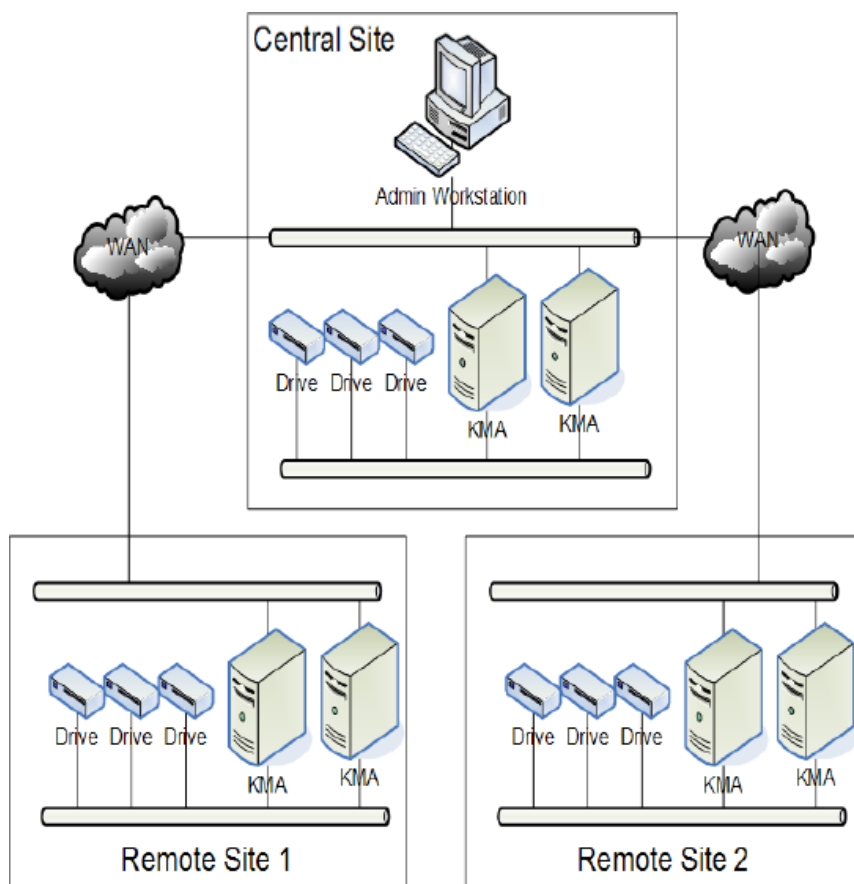 Central Site
Admin Workstation
WAN
WAN
Drive Drive Drive
KMA
KMA
Drive Drive Drive
KMA
KMA
Remote Site 1
Drive Drive Drive
KMA
KMA
Remote Site 2